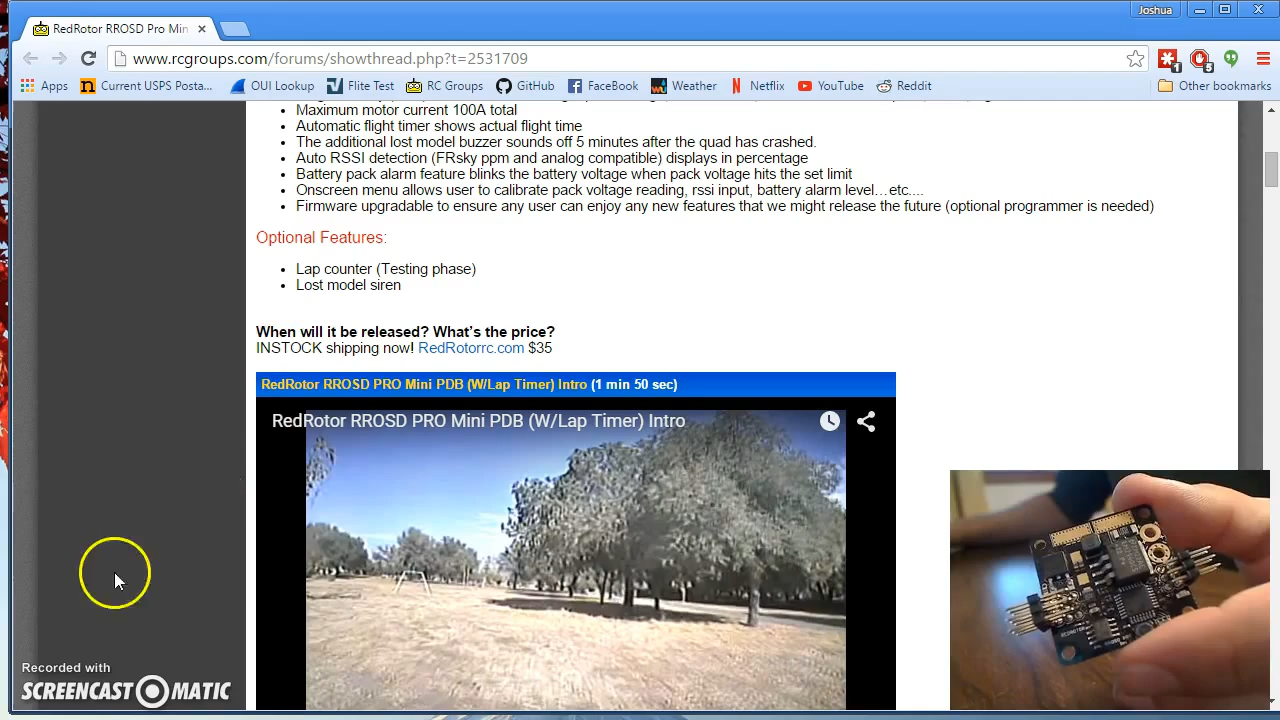 Joshua
RedRotor RROSD Pro Min
www.rcgroups.com/forums/showthread.php?t=2531709
1
5
Apps
Current USPS Posta...
OUI Lookup
Flite Test
RC Groups
GitHub
FaceBook
Weather
Netflix
YouTube
Reddit
Other bookmarks
Maximum motor current 100A total
Automatic flight timer shows actual flight time
The additional lost model buzzer sounds off 5 minutes after the quad has crashed.
Auto RSSI detection (FRsky ppm and analog compatible) displays in percentage
Battery pack alarm feature blinks the battery voltage when pack voltage hits the set limit
Onscreen menu allows user to calibrate pack voltage reading, rssi input, battery alarm level…etc....
Firmware upgradable to ensure any user can enjoy any new features that we might release the future (optional programmer is needed)
Optional Features:
Lap counter (Testing phase)
Lost model siren
When will it be released? What's the price?
INSTOCK shipping now! RedRotorrc.com $35
RedRotor RROSD PRO Mini PDB (W/Lap Timer) Intro (1 min 50 sec)
RedRotor RROSD PRO Mini PDB (W/Lap Timer) Intro
REDROTOR
Recorded with
SCREENCAST-O-MATIC